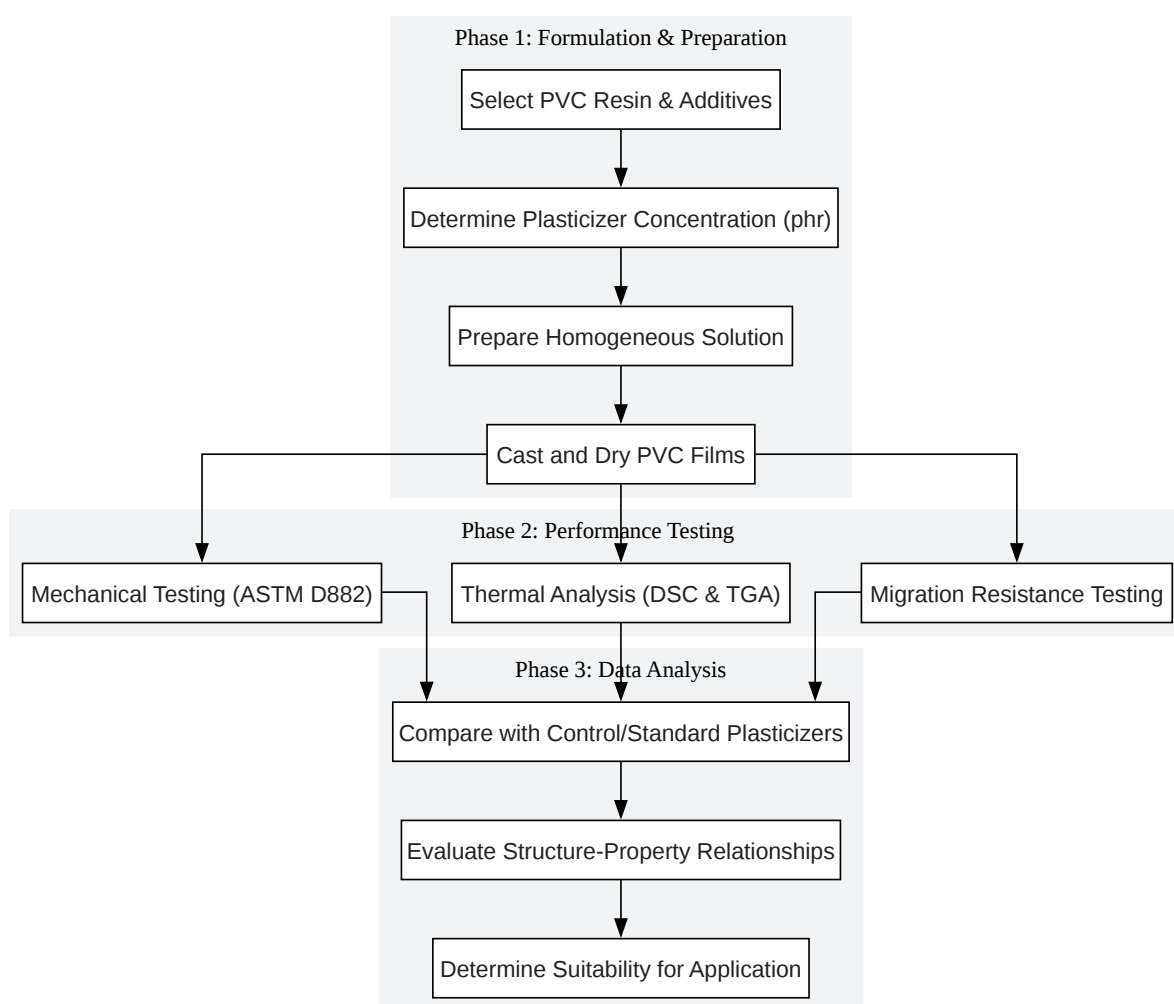 Phase 1: Formulation & Preparation
Select PVC Resin & Additives
Determine Plasticizer Concentration (phr)
Prepare Homogeneous Solution
Cast and Dry PVC Films
Phase 2: Performance Testing
Mechanical Testing (ASTM D882)
Thermal Analysis (DSC & TGA)
Migration Resistance Testing
Phase 3: Data Analysis
Compare with Control/Standard Plasticizers
Evaluate Structure-Property Relationships
Determine Suitability for Application